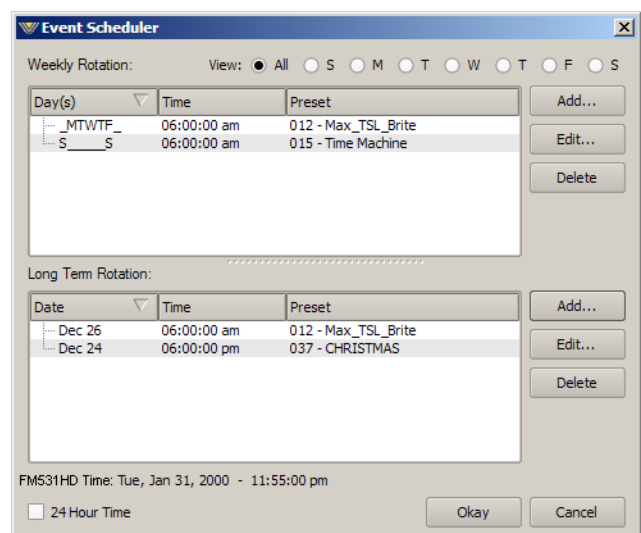 Event Scheduler
Weekly Rotation: View: All S M T W T F S
Day(s) Time Preset
_MTWTF_ 06:00:00 am 012 - Max_TSL_Brite
S_____S 06:00:00 am 015 - Time Machine
Add...
Edit...
Delete
Long Term Rotation:
Date Time Preset
Dec 26 06:00:00 am 012 - Max_TSL_Brite
Dec 24 06:00:00 pm 037 - CHRISTMAS
Add...
Edit...
Delete
FM531HD Time: Tue, Jan 31, 2000 - 11:55:00 pm
24 Hour Time
Okay Cancel